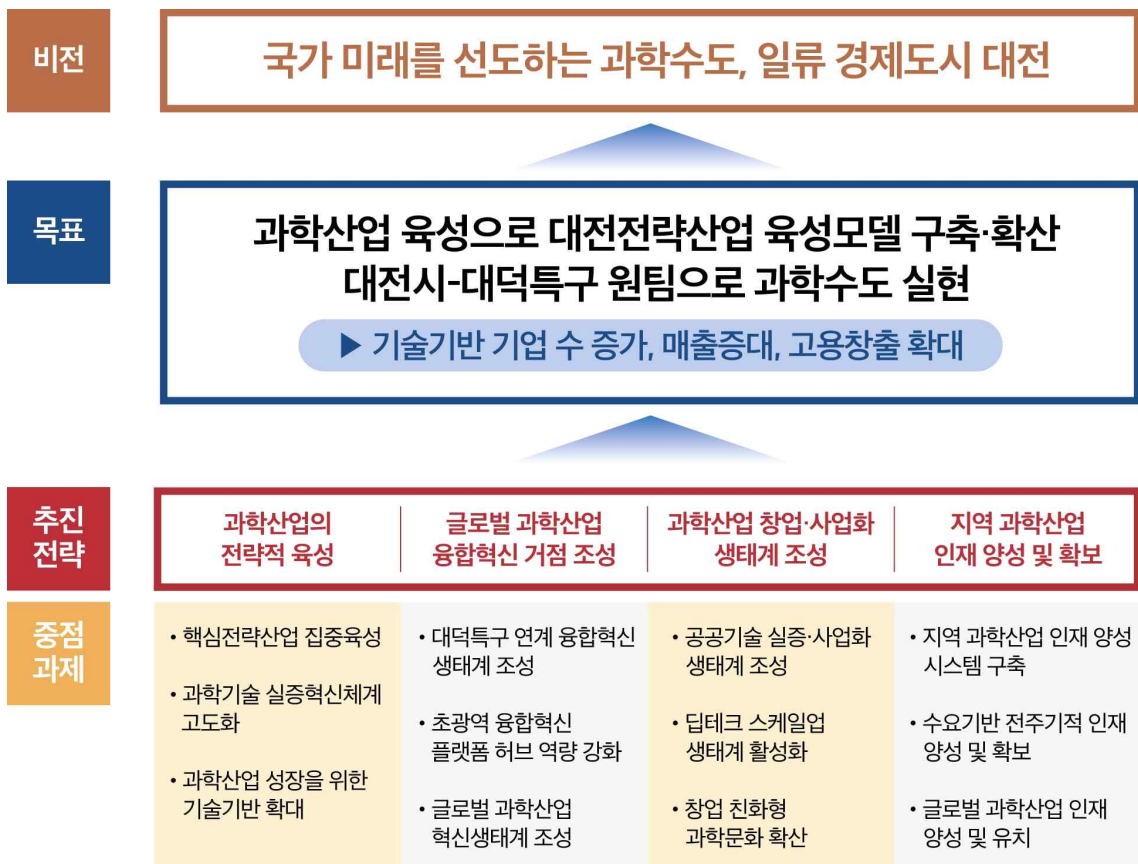 비전
국가 미래를 선도하는 과학수도, 일류 경제도시 대전
목표
과학산업 육성으로 대전전략산업 육성모델 구축·확산
대전시-대덕특구 원팀으로 과학수도 실현
▶ 기술기반 기업 수 증가, 매출증대, 고용창출 확대
추진
전략
과학산업의
전략적 육성
글로벌 과학산업
융합혁신 거점 조성
과학산업 창업·사업화
생태계 조성
지역 과학산업
인재 양성 및 확보
중점
과제
• 핵심전략산업 집중육성
• 과학기술 실증혁신체계
고도화
• 과학산업 성장을 위한
기술기반 확대
• 대덕특구 연계 융합혁신
생태계 조성
• 초광역 융합혁신
플랫폼 허브 역량 강화
• 글로벌 과학산업
혁신생태계 조성
• 공공기술 실증·사업화
생태계 조성
• 딥테크 스케일업
생태계 활성화
• 창업 친화형
과학문화 확산
• 지역 과학산업 인재 양성
시스템 구축
• 수요기반 전주기적 인재
양성 및 확보
• 글로벌 과학산업 인재
양성 및 유치